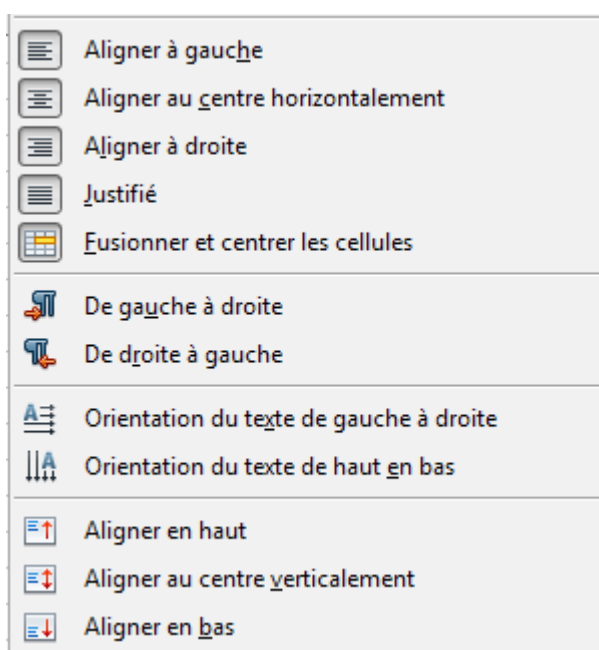 Aligner à gauche
Aligner au centre horizontalement
Aligner à droite
Justifié
Fusionner et centrer les cellules
De gauche à droite
De droite à gauche
Orientation du texte de gauche à droite
Orientation du texte de haut en bas
Aligner en haut
Aligner au centre verticalement
Aligner en bas